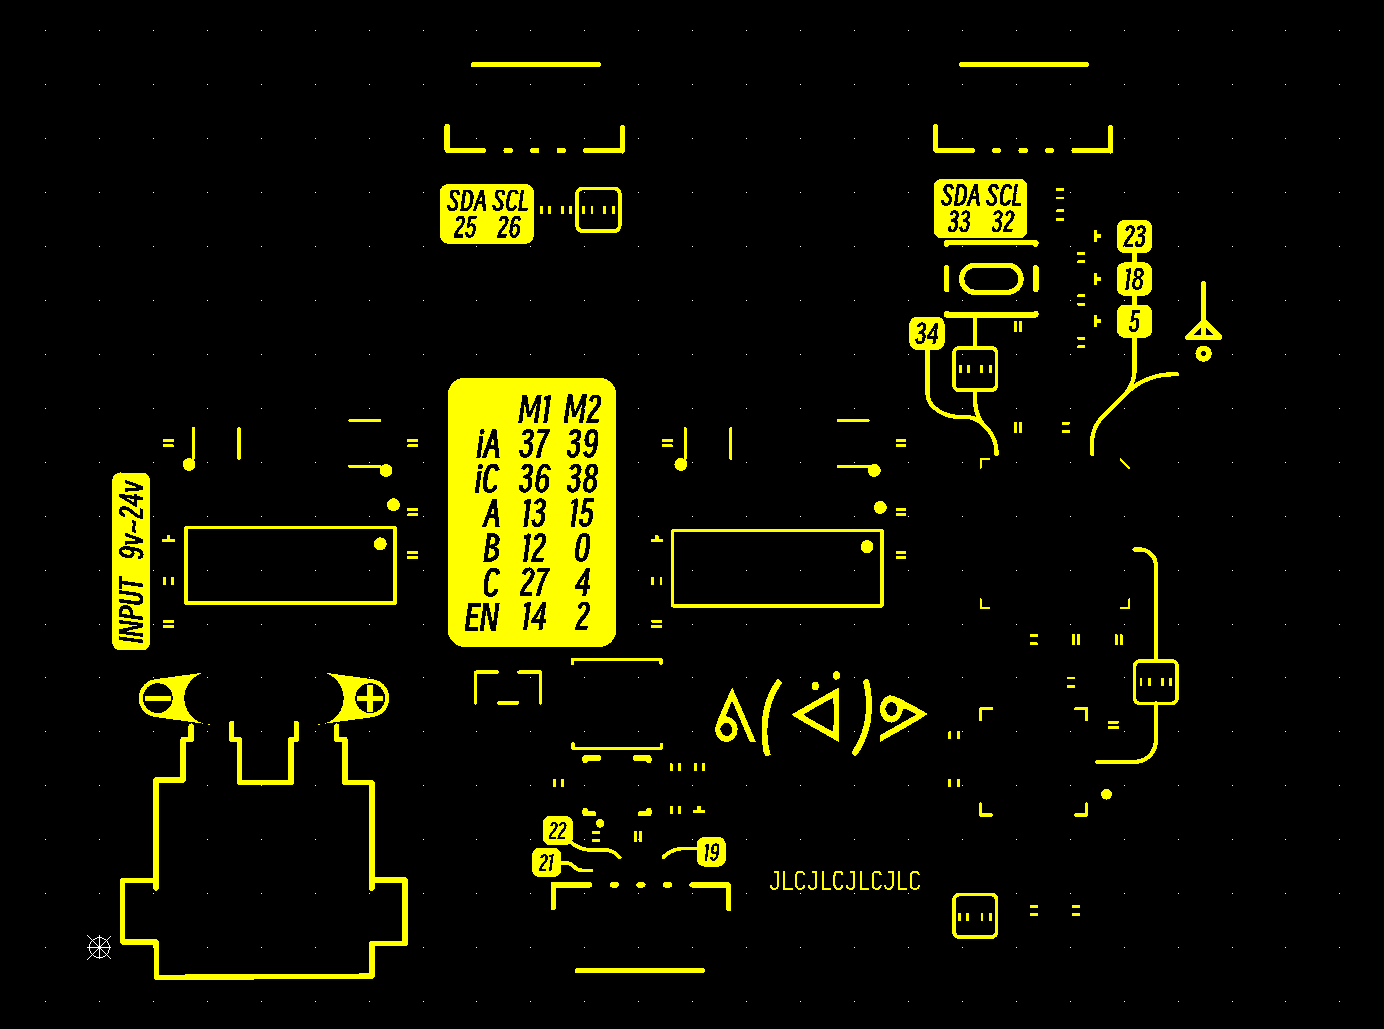 SDA SCL
25 26
SDA SCL
33 32
23
18
5
34
M1 M2
iA 37 39
iC 36 38
A 13 15
B 12 0
C 27 4
EN 14 2
INPUT 9v~24v
22
21
19
JLCJLCJLCJLC